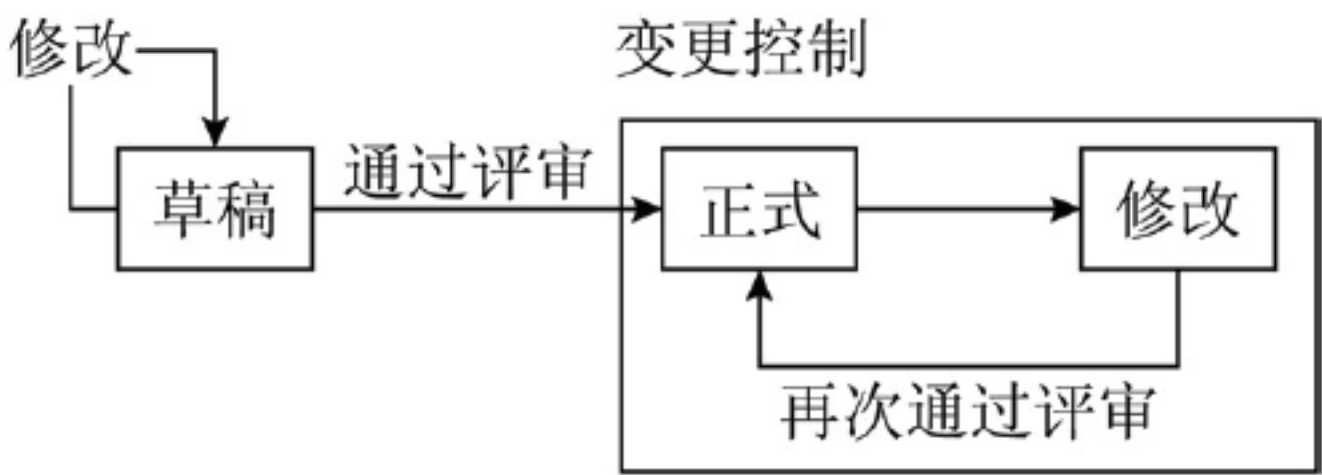 修改
变更控制
通过评审
草稿
正式
修改
再次通过评审